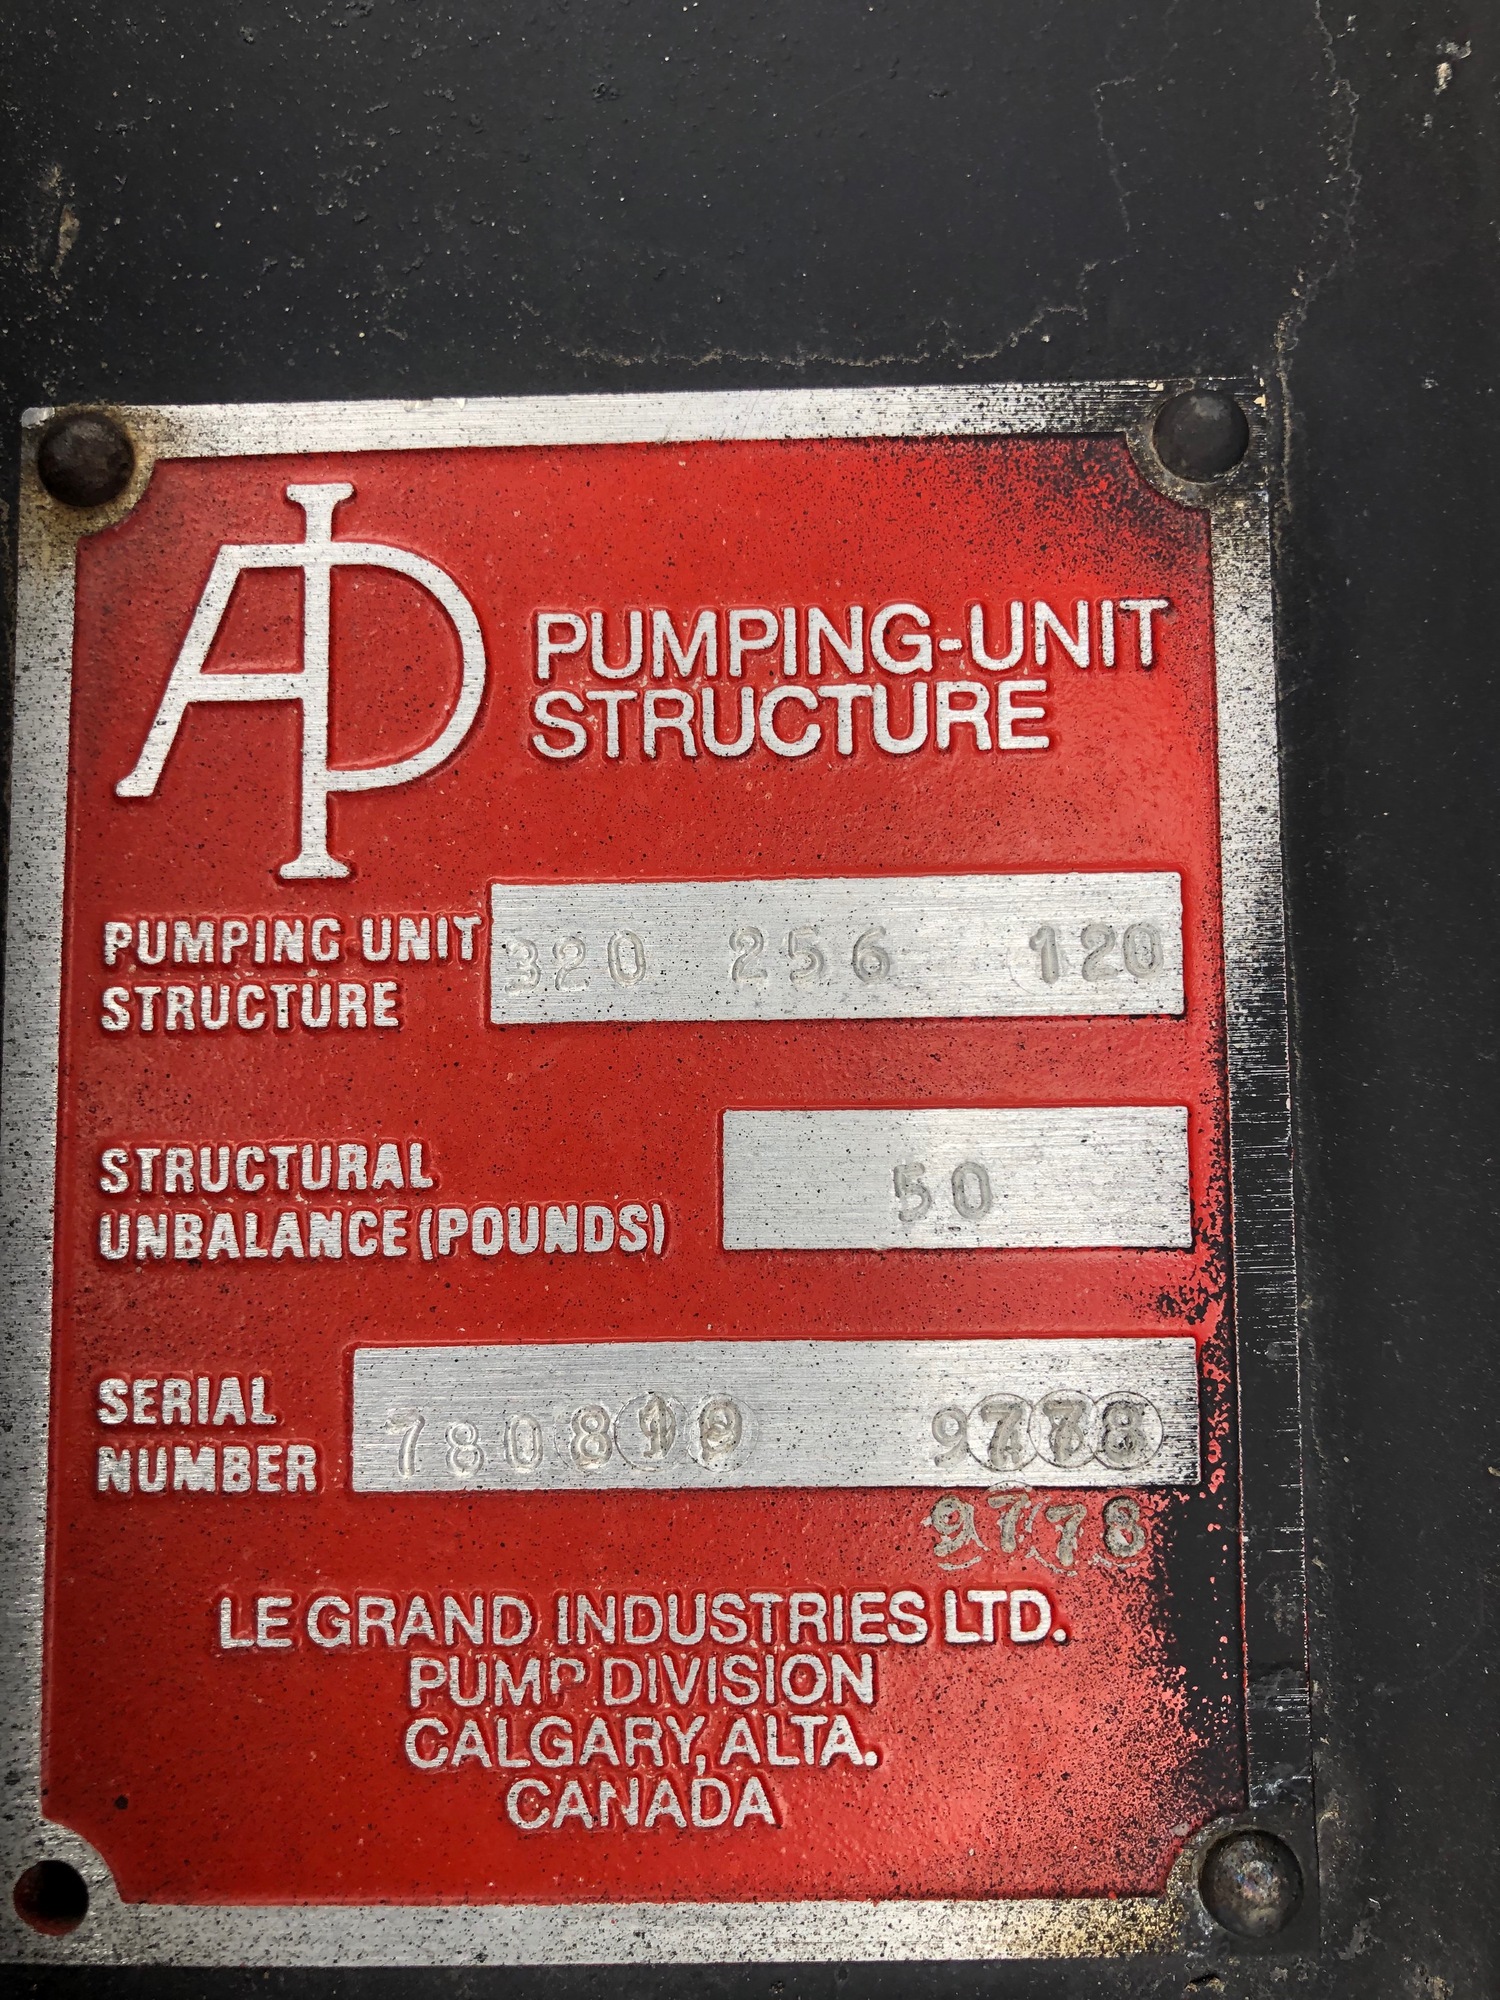 API
PUMPING-UNIT
STRUCTURE
PUMPING UNIT
STRUCTURE
320 256 120
STRUCTURAL
UNBALANCE (POUNDS)
50
SERIAL
NUMBER
9778
9778
LE GRAND INDUSTRIES LTD.
PUMP DIVISION
CALGARY, ALTA.
CANADA